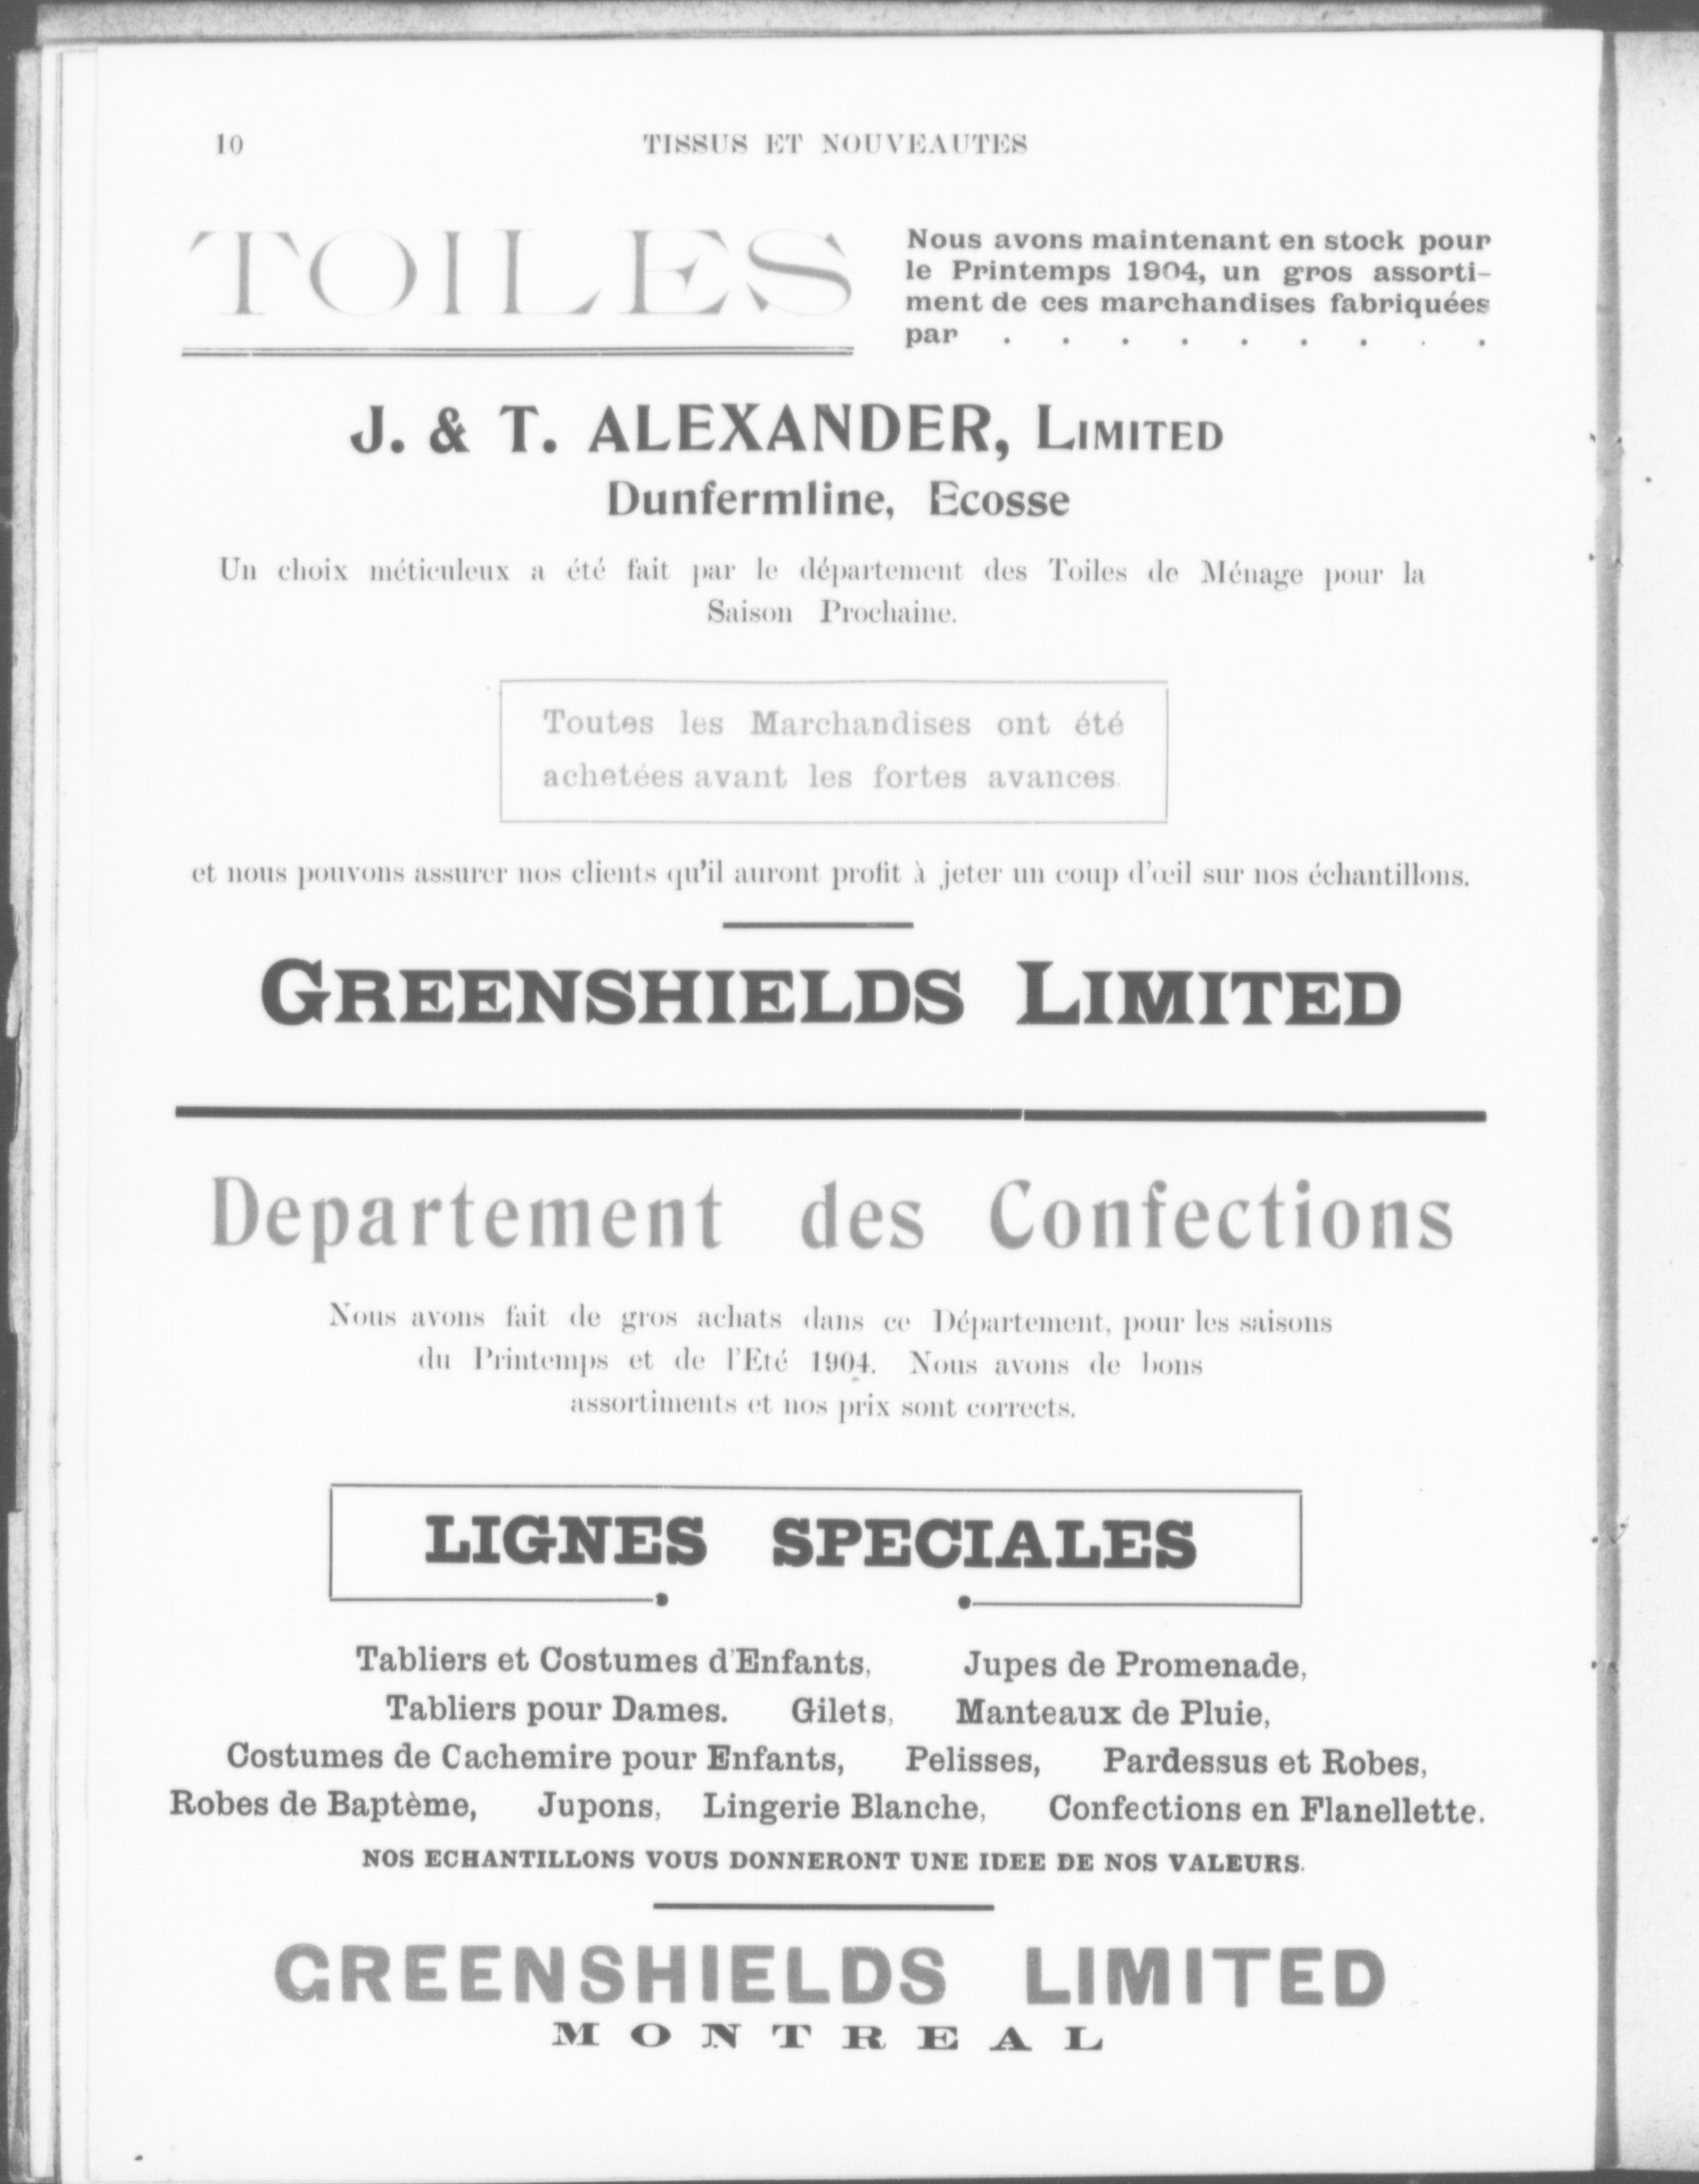 10
TISSUS ET NOUVEAUTES
TOILES
Nous avons maintenant en stock pour
le Printemps 1904, un gros assorti-
ment de ces marchandises fabriquées
par . . . . . . . . .
J. & T. ALEXANDER, LIMITED
Dunfermline, Ecosse
Un choix méticuleux a été fait par le département des Toiles de Ménage pour la
Saison Prochaine.
Toutes les Marchandises ont été
achetées avant les fortes avances.
et nous pouvons assurer nos clients qu'il auront profit à jeter un coup d'œil sur nos échantillons.
GREENSHIELDS LIMITED
Departement des Confections
Nous avons fait de gros achats dans ce Département, pour les saisons
du Printemps et de l'Eté 1904. Nous avons de bons
assortiments et nos prix sont corrects.
LIGNES SPECIALES
Tabliers et Costumes d'Enfants, Jupes de Promenade,
Tabliers pour Dames. Gilets, Manteaux de Pluie,
Costumes de Cachemire pour Enfants, Pelisses, Pardessus et Robes,
Robes de Baptème, Jupons, Lingerie Blanche, Confections en Flanellette.
NOS ECHANTILLONS VOUS DONNERONT UNE IDEE DE NOS VALEURS.
GREENSHIELDS LIMITED
MONTREAL